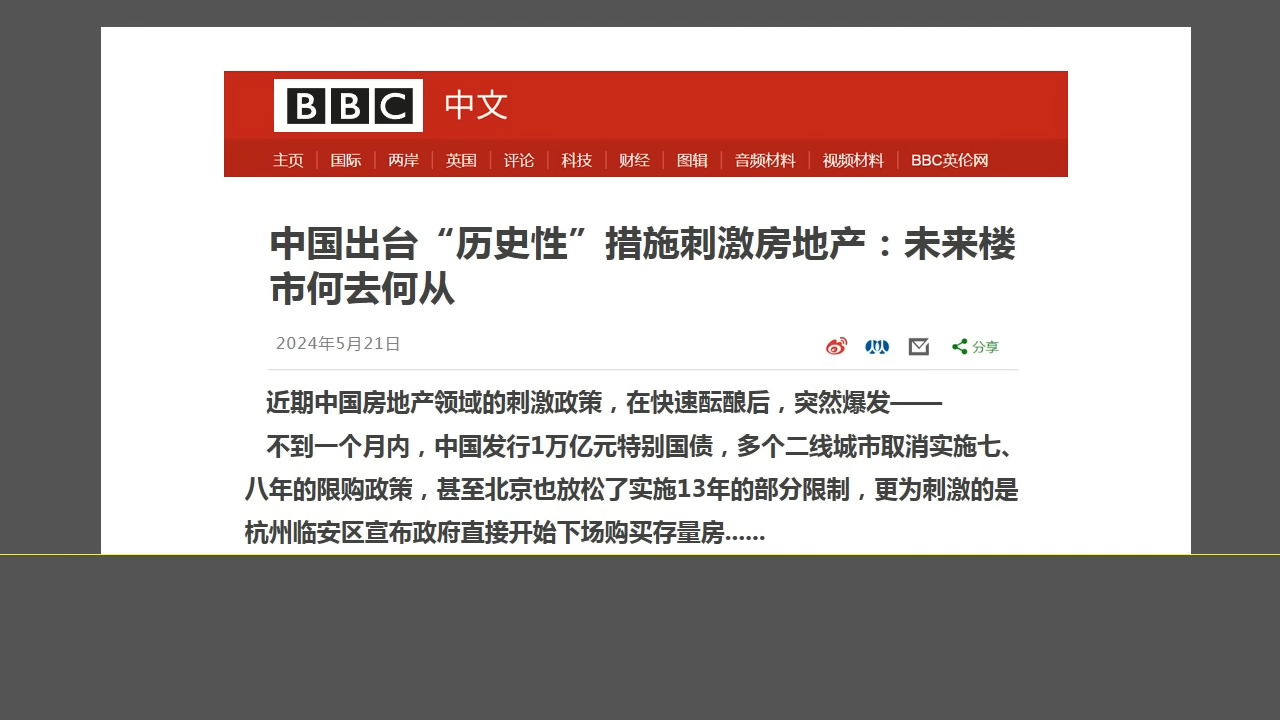 BBC 中文
主页 国际 两岸 英国 评论 科技 财经 图辑 音频材料 视频材料 BBC英伦网
中国出台“历史性”措施刺激房地产：未来楼
市何去何从
2024年5月21日
分享
近期中国房地产领域的刺激政策，在快速酝酿后，突然爆发——
不到一个月内，中国发行1万亿元特别国债，多个二线城市取消实施七、
八年的限购政策，甚至北京也放松了实施13年的部分限制，更为刺激的是
杭州临安区宣布政府直接开始下场购买存量房......